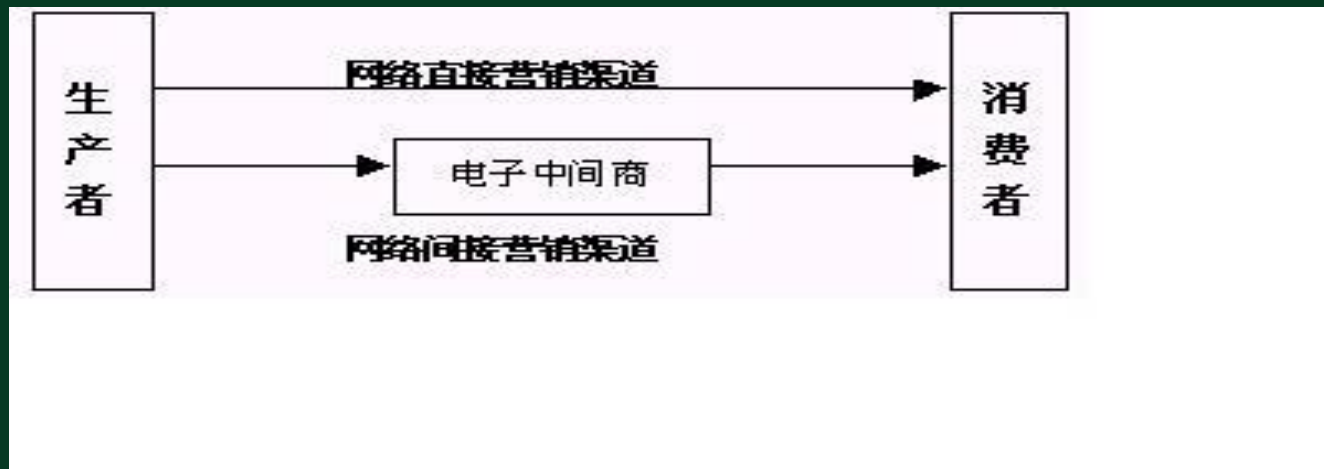 生产者
网络直接营销渠道
电子中间商
网络间接营销渠道
消费者